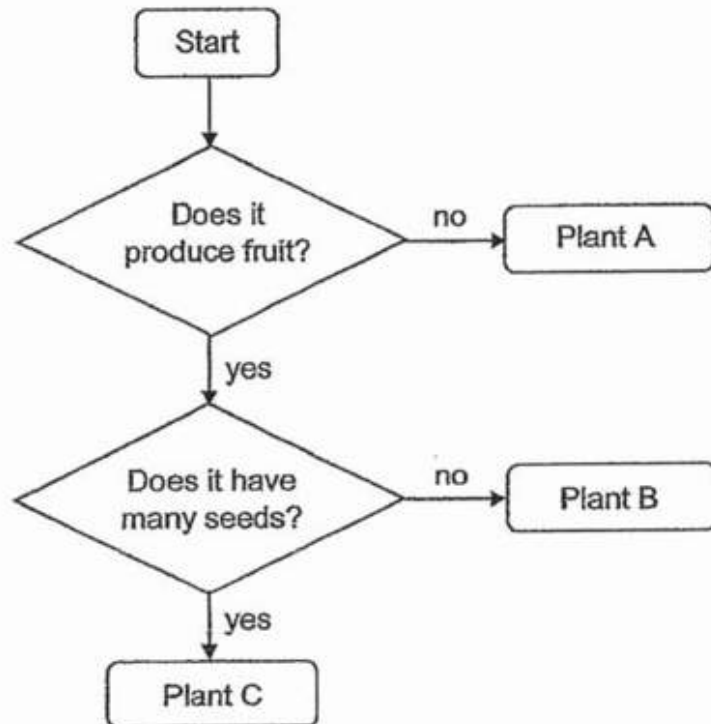 Start
Does it
produce fruit?
no
Plant A
yes
Does it have
many seeds?
no
Plant B
yes
Plant C